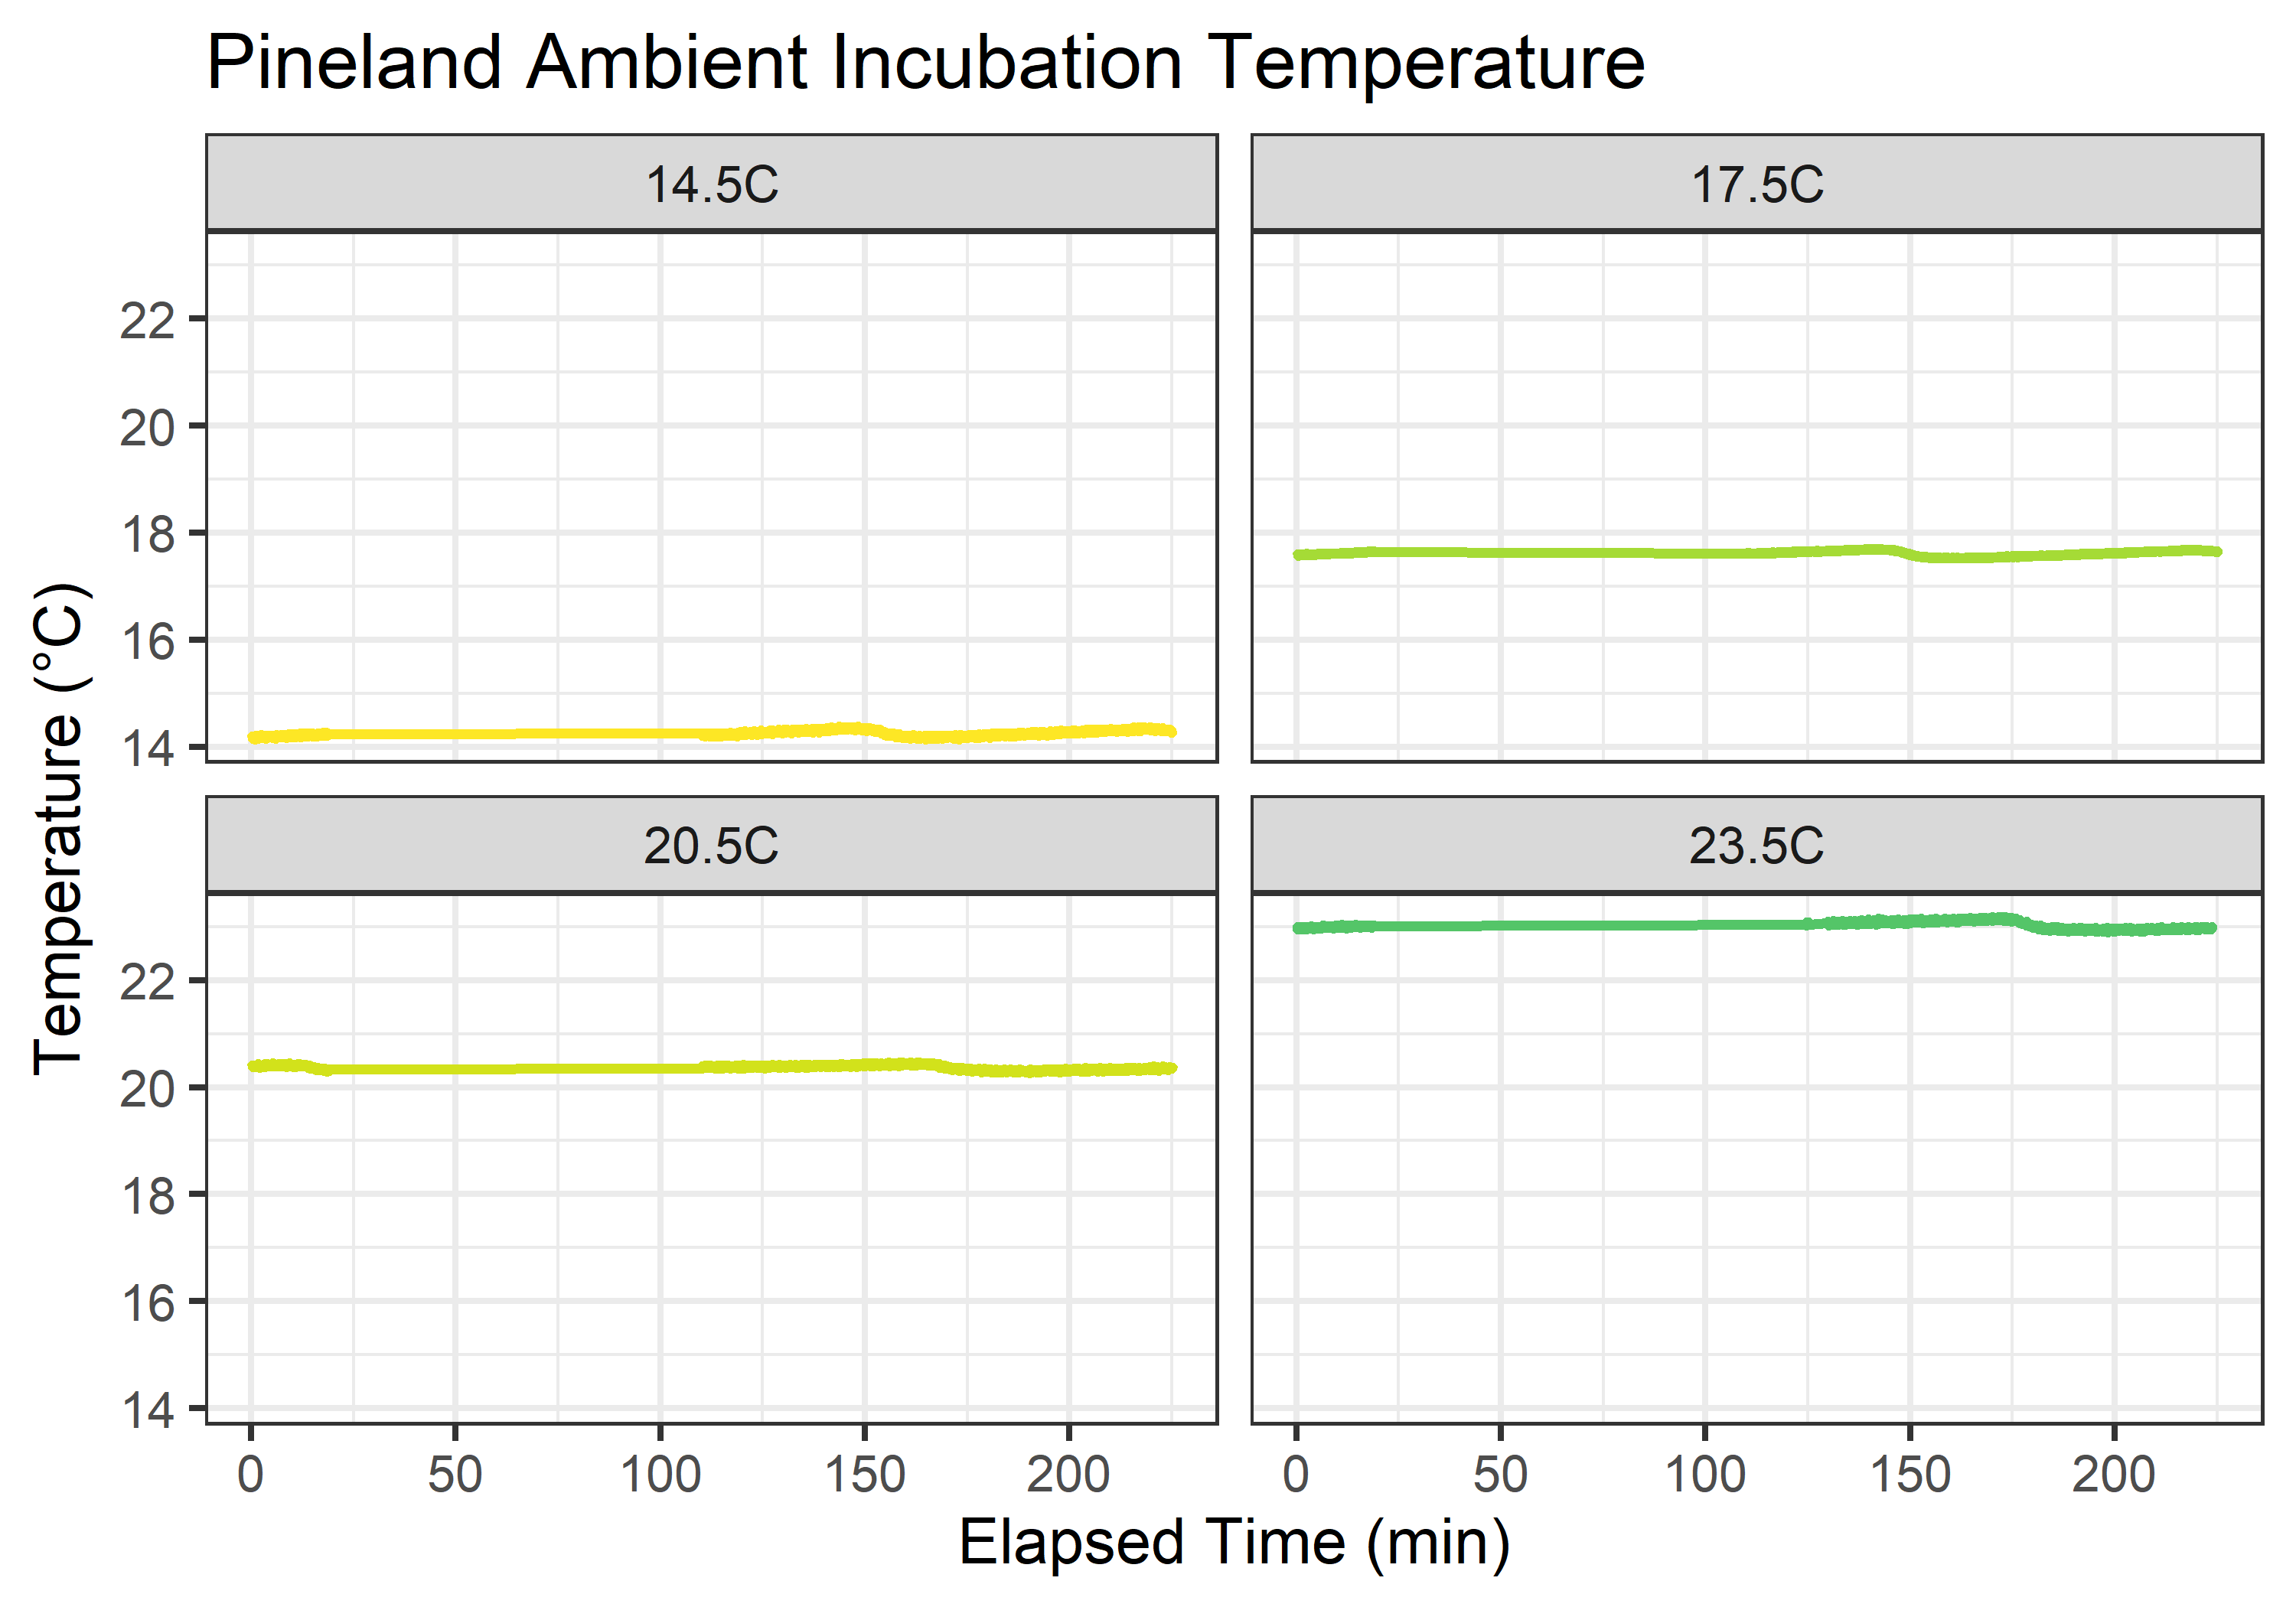 Pineland Ambient Incubation Temperature
14.5C
17.5C
22
20
18
16
14
20.5C
23.5C
22
20
18
16
14
0 50 100 150 200
0 50 100 150 200
Temperature (°C)
Elapsed Time (min)